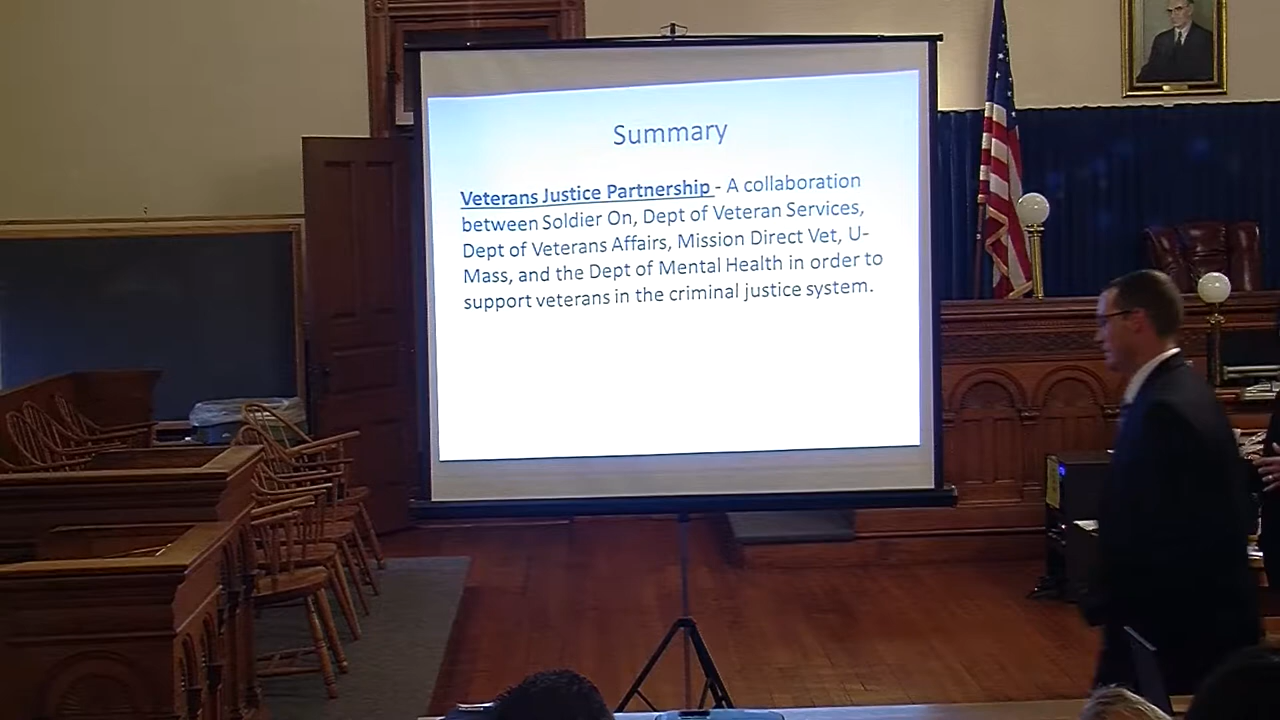 Summary
Veterans Justice Partnership - A collaboration
between Soldier On, Dept of Veteran Services,
Dept of Veterans Affairs, Mission Direct Vet, U-
Mass, and the Dept of Mental Health in order to
support veterans in the criminal justice system.